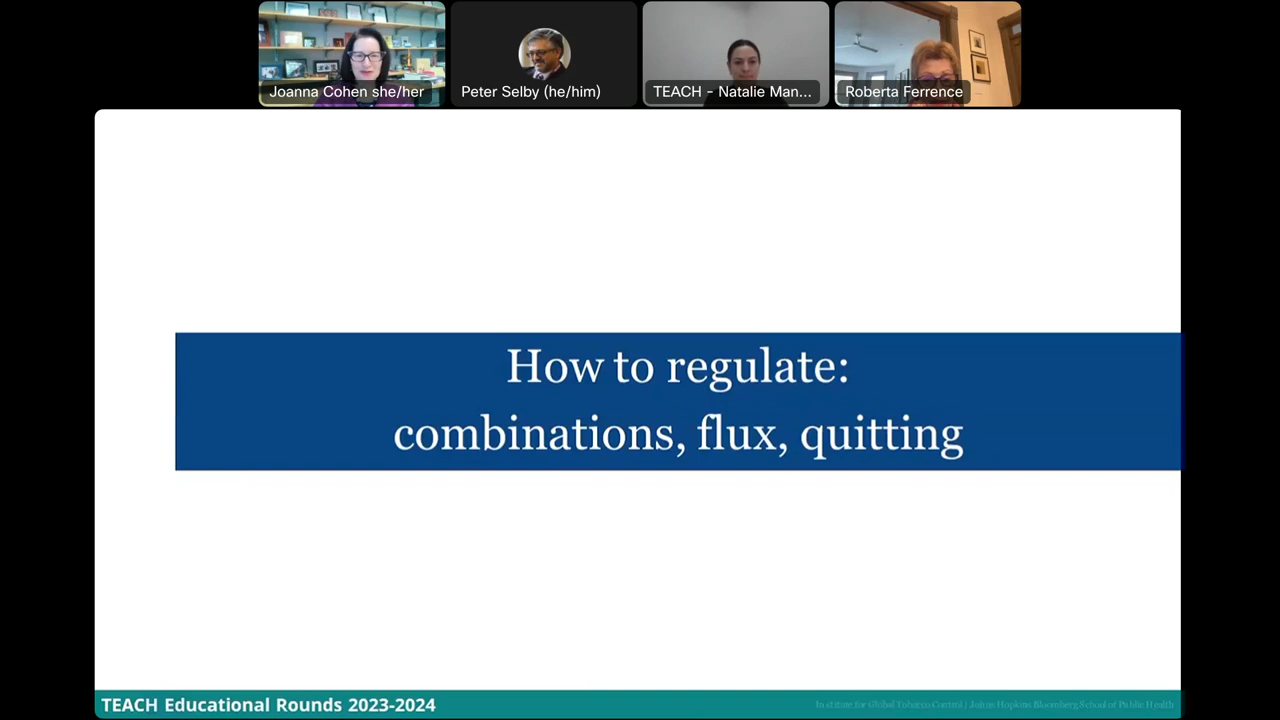 Joanna Cohen she/her
Peter Selby (he/him)
TEACH - Natalie Man...
Roberta Ferrence
How to regulate:
combinations, flux, quitting
TEACH Educational Rounds 2023-2024
Institute for Global Tobacco Control | Johns Hopkins Bloomberg School of Public Health